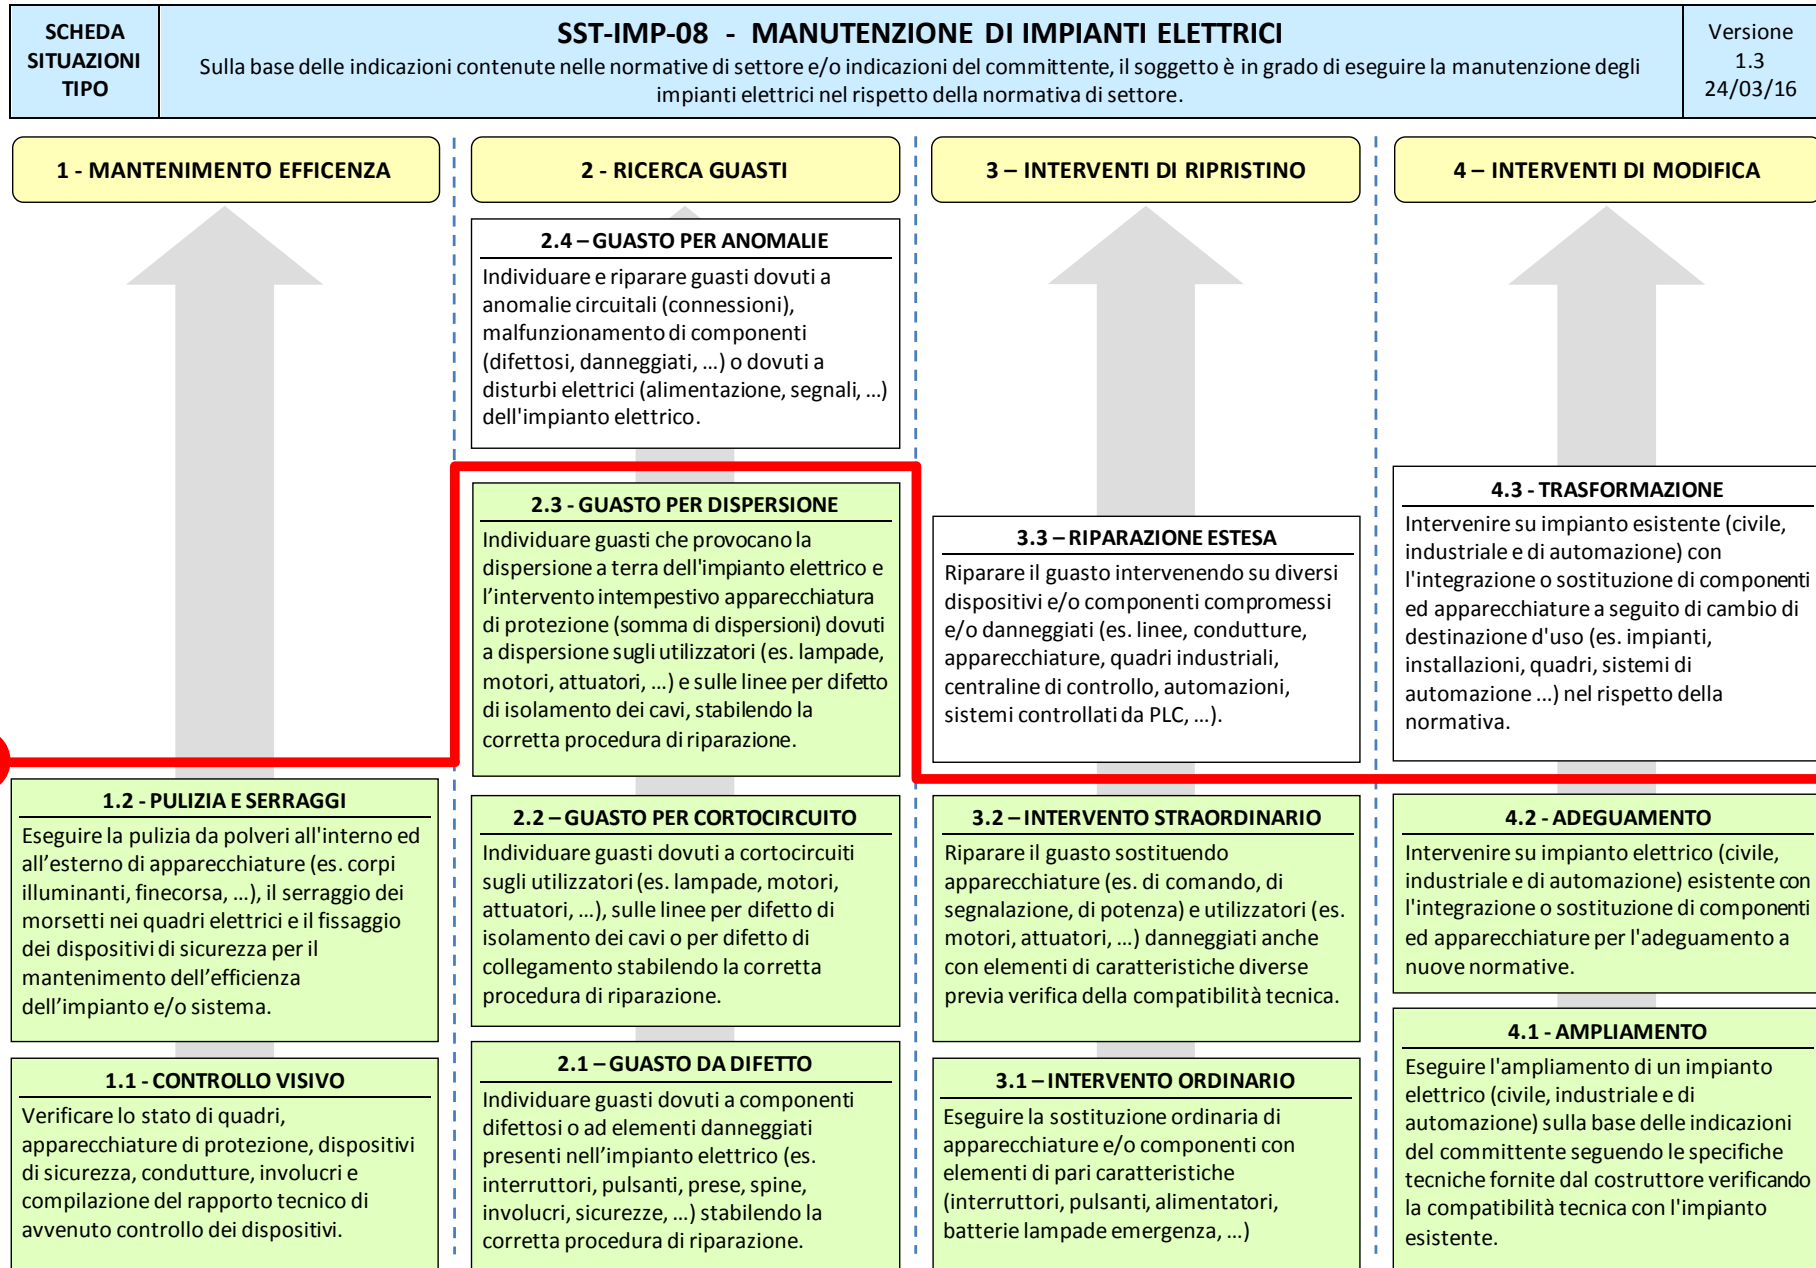 SCHEDA
SITUAZIONI
TIPO
SST-IMP-08 - MANUTENZIONE DI IMPIANTI ELETTRICI
Sulla base delle indicazioni contenute nelle normative di settore e/o indicazioni del committente, il soggetto è in grado di eseguire la manutenzione degli
impianti elettrici nel rispetto della normativa di settore.
Versione
1.3
24/03/16
1 - MANTENIMENTO EFFICENZA
1.2 - PULIZIA E SERRAGGI
Eseguire la pulizia da polveri all'interno ed
all’esterno di apparecchiature (es. corpi
illuminanti, finecorsa, …), il serraggio dei
morsetti nei quadri elettrici e il fissaggio
dei dispositivi di sicurezza per il
mantenimento dell’efficienza
dell’impianto e/o sistema.
1.1 - CONTROLLO VISIVO
Verificare lo stato di quadri,
apparecchiature di protezione, dispositivi
di sicurezza, condutture, involucri e
compilazione del rapporto tecnico di
avvenuto controllo dei dispositivi.
2 - RICERCA GUASTI
2.4 – GUASTO PER ANOMALIE
Individuare e riparare guasti dovuti a
anomalie circuitali (connessioni),
malfunzionamento di componenti
(difettosi, danneggiati, …) o dovuti a
disturbi elettrici (alimentazione, segnali, …)
dell'impianto elettrico.
2.3 - GUASTO PER DISPERSIONE
Individuare guasti che provocano la
dispersione a terra dell'impianto elettrico e
l’intervento intempestivo apparecchiatura
di protezione (somma di dispersioni) dovuti
a dispersione sugli utilizzatori (es. lampade,
motori, attuatori, …) e sulle linee per difetto
di isolamento dei cavi, stabilendo la
corretta procedura di riparazione.
2.2 – GUASTO PER CORTOCIRCUITO
Individuare guasti dovuti a cortocircuiti
sugli utilizzatori (es. lampade, motori,
attuatori, …), sulle linee per difetto di
isolamento dei cavi o per difetto di
collegamento stabilendo la corretta
procedura di riparazione.
2.1 – GUASTO DA DIFETTO
Individuare guasti dovuti a componenti
difettosi o ad elementi danneggiati
presenti nell’impianto elettrico (es.
interruttori, pulsanti, prese, spine,
involucri, sicurezze, …) stabilendo la
corretta procedura di riparazione.
3 – INTERVENTI DI RIPRISTINO
3.3 – RIPARAZIONE ESTESA
Riparare il guasto intervenendo su diversi
dispositivi e/o componenti compromessi
e/o danneggiati (es. linee, condutture,
apparecchiature, quadri industriali,
centraline di controllo, automazioni,
sistemi controllati da PLC, …).
3.2 – INTERVENTO STRAORDINARIO
Riparare il guasto sostituendo
apparecchiature (es. di comando, di
segnalazione, di potenza) e utilizzatori (es.
motori, attuatori, …) danneggiati anche
con elementi di caratteristiche diverse
previa verifica della compatibilità tecnica.
3.1 – INTERVENTO ORDINARIO
Eseguire la sostituzione ordinaria di
apparecchiature e/o componenti con
elementi di pari caratteristiche
(interruttori, pulsanti, alimentatori,
batterie lampade emergenza, …)
4 – INTERVENTI DI MODIFICA
4.3 - TRASFORMAZIONE
Intervenire su impianto esistente (civile,
industriale e di automazione) con
l'integrazione o sostituzione di componenti
ed apparecchiature a seguito di cambio di
destinazione d'uso (es. impianti,
installazioni, quadri, sistemi di
automazione ...) nel rispetto della
normativa.
4.2 - ADEGUAMENTO
Intervenire su impianto elettrico (civile,
industriale e di automazione) esistente con
l'integrazione o sostituzione di componenti
ed apparecchiature per l'adeguamento a
nuove normative.
4.1 - AMPLIAMENTO
Eseguire l'ampliamento di un impianto
elettrico (civile, industriale e di
automazione) sulla base delle indicazioni
del committente seguendo le specifiche
tecniche fornite dal costruttore verificando
la compatibilità tecnica con l'impianto
esistente.